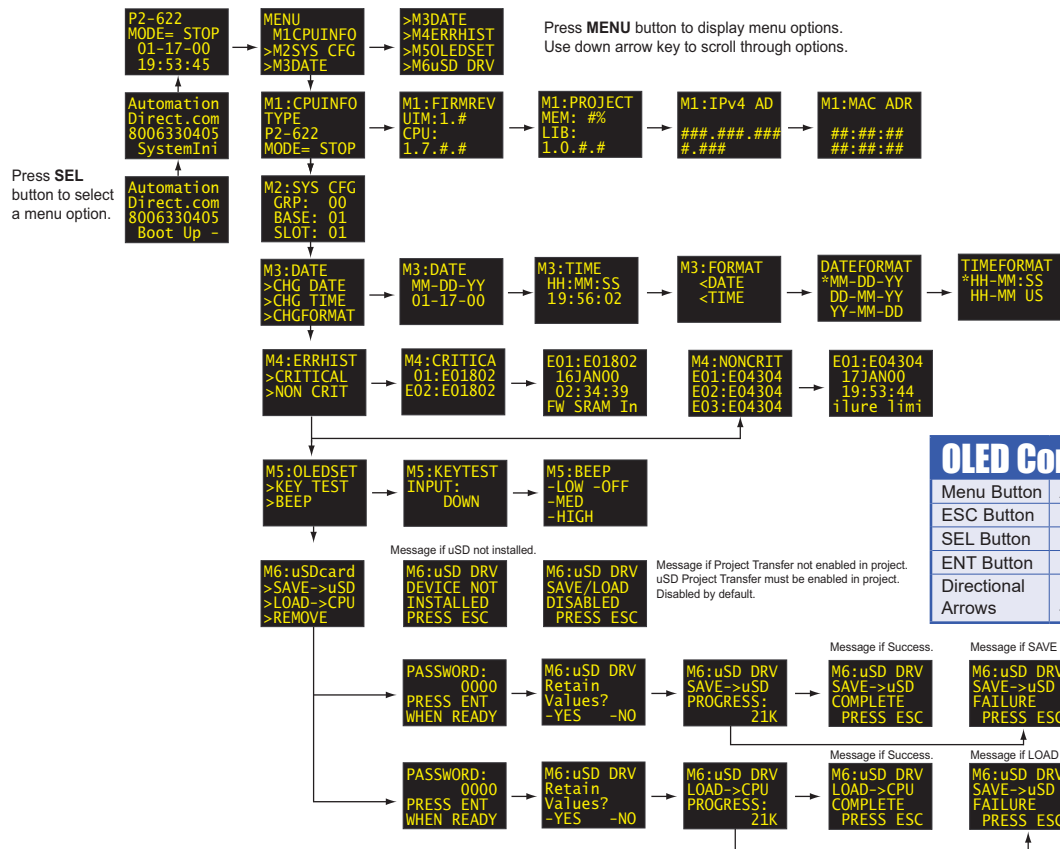 P2-622
MODE= STOP
01-17-00
19:53:45
MENU
M1CPUINFO
>M2SYS CFG
>M3DATE
>M3DATE
>M4ERRHIST
>M5OLEDSET
>M6uSD DRV
Press MENU button to display menu options.
Use down arrow key to scroll through options.
Automation
Direct.com
8006330405
SystemIni
M1:CPUINFO
TYPE
P2-622
MODE= STOP
M1:FIRMREV
UIM:1.#
CPU:
1.7.#.#
M1:PROJECT
MEM: #%
LIB:
1.0.#.#
M1:IPv4 AD
###.###.###
#.###
M1:MAC ADR
##:##:##
##:##:##
Press SEL
button to select
a menu option.
Automation
Direct.com
8006330405
Boot Up -
M2:SYS CFG
GRP: 00
BASE: 01
SLOT: 01
M3:DATE
>CHG DATE
>CHG TIME
>CHGFORMAT
M3:DATE
MM-DD-YY
01-17-00
M3:TIME
HH:MM:SS
19:56:02
M3:FORMAT
<DATE
<TIME
DATEFORMAT
*MM-DD-YY
DD-MM-YY
YY-MM-DD
TIMEFORMAT
*HH-MM:SS
HH-MM US
M4:ERRHIST
>CRITICAL
>NON CRIT
M4:CRITICA
01:E01802
E02:E01802
E01:E01802
16JAN00
02:34:39
FW SRAM In
M4:NONCRIT
E01:E04304
E02:E04304
E03:E04304
E01:E04304
17JAN00
19:53:44
ilure limi
M5:OLEDSET
>KEY TEST
>BEEP
M5:KEYTEST
INPUT:
DOWN
M5:BEEP
-LOW -OFF
-MED
-HIGH
OLED Co
Menu Button
ESC Button
SEL Button
ENT Button
Directional
Arrows
M6:uSDcard
>SAVE->uSD
>LOAD->CPU
>REMOVE
Message if uSD not installed.
M6:uSD DRV
DEVICE NOT
INSTALLED
PRESS ESC
M6:uSD DRV
SAVE/LOAD
DISABLED
PRESS ESC
Message if Project Transfer not enabled in project.
uSD Project Transfer must be enabled in project.
Disabled by default.
PASSWORD:
0000
PRESS ENT
WHEN READY
M6:uSD DRV
Retain
Values?
-YES -NO
M6:uSD DRV
SAVE->uSD
PROGRESS:
21K
Message if Success.
M6:uSD DRV
SAVE->uSD
COMPLETE
PRESS ESC
Message if SAVE
M6:uSD DRV
SAVE->uSD
FAILURE
PRESS ESC
PASSWORD:
0000
PRESS ENT
WHEN READY
M6:uSD DRV
Retain
Values?
-YES -NO
M6:uSD DRV
LOAD->CPU
PROGRESS:
21K
Message if Success.
M6:uSD DRV
LOAD->CPU
COMPLETE
PRESS ESC
Message if LOAD
M6:uSD DRV
SAVE->uSD
FAILURE
PRESS ESC